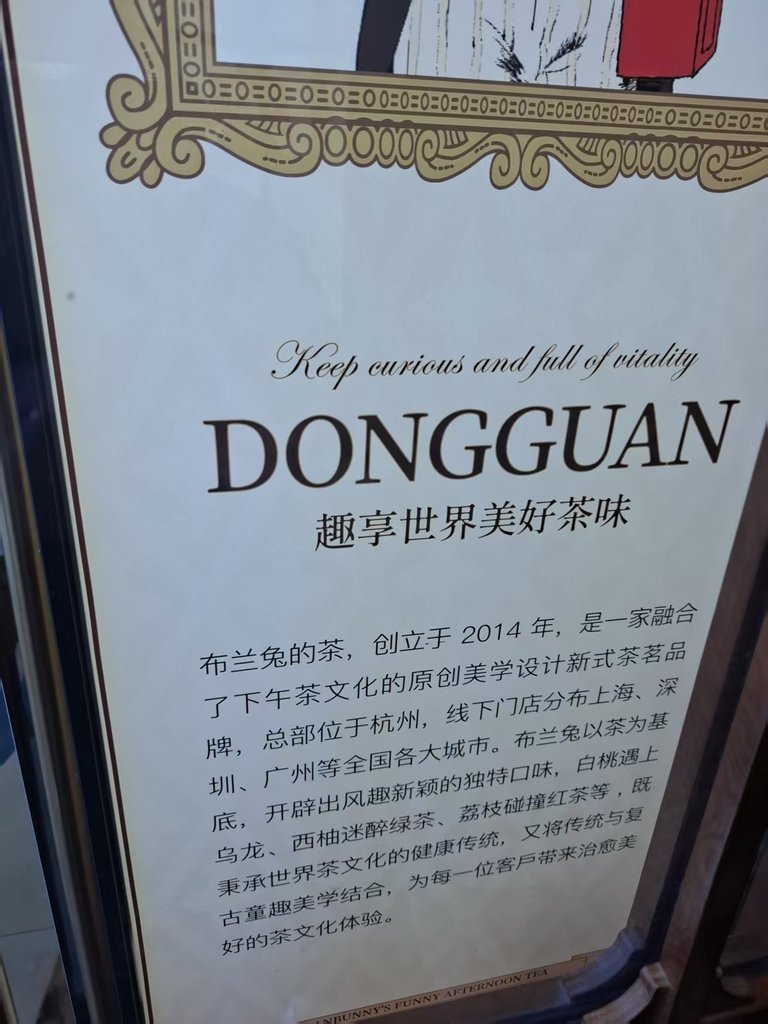 Keep curious and full of vitality
DONGGUAN
趣享世界美好茶味
布兰兔的茶，创立于 2014 年，是一家融合
了下午茶文化的原创美学设计新式茶茗品
牌，总部位于杭州，线下门店分布上海、深
圳、广州等全国各大城市。布兰兔以茶为基
底，开辟出风趣新颖的独特口味，白桃遇上
乌龙、西柚迷醉绿茶、荔枝碰撞红茶等，既
秉承世界茶文化的健康传统，又将传统与复
古童趣美学结合，为每一位客戶带来治愈美
好的茶文化体验。
NBUNNY'S FUNNY AFTERNOON TEA